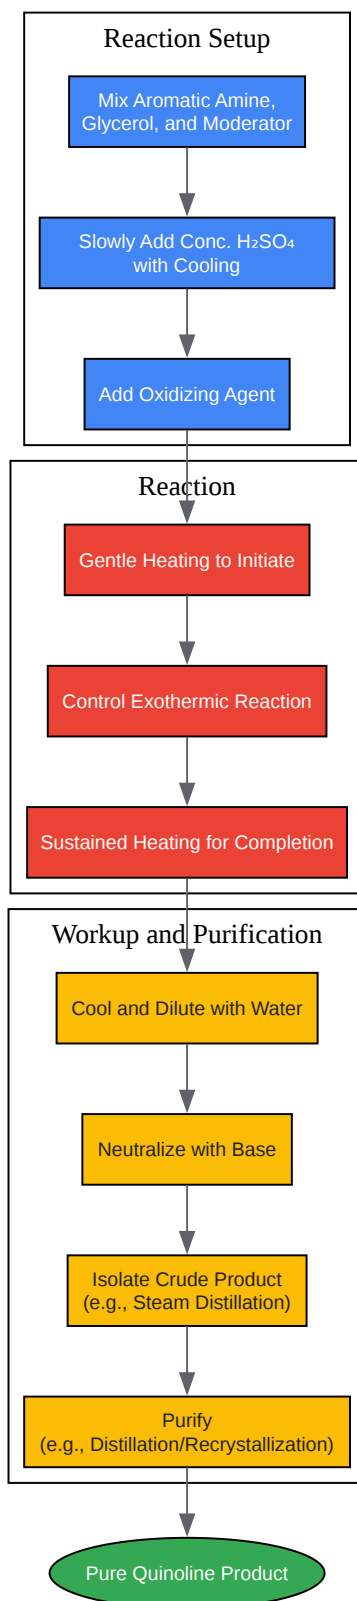 Reaction Setup
Mix Aromatic Amine,
Glycerol, and Moderator
Slowly Add Conc. H₂SO₄
with Cooling
Add Oxidizing Agent
Reaction
Gentle Heating to Initiate
Control Exothermic Reaction
Sustained Heating for Completion
Workup and Purification
Cool and Dilute with Water
Neutralize with Base
Isolate Crude Product
(e.g., Steam Distillation)
Purify
(e.g., Distillation/Recrystallization)
Pure Quinoline Product